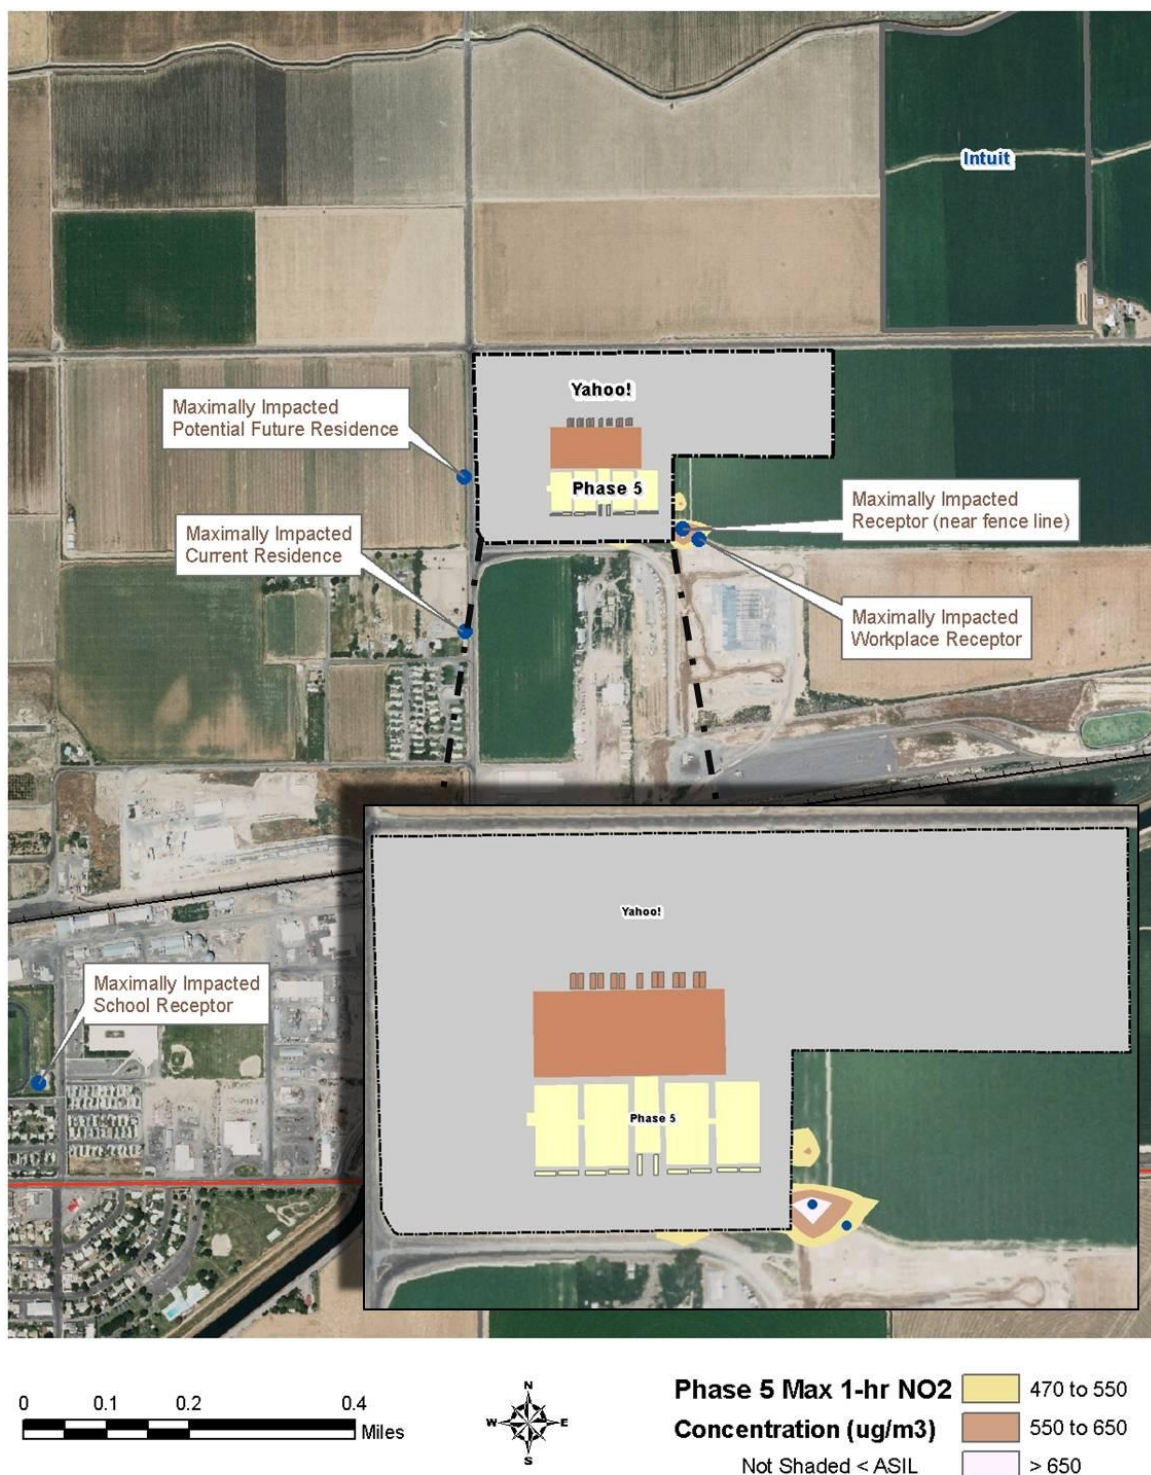 Intuit
Yahoo!
Maximally Impacted
Potential Future Residence
Phase 5
Maximally Impacted
Receptor (near fence line)
Maximally Impacted
Current Residence
Maximally Impacted
Workplace Receptor
Yahoo!
Maximally Impacted
School Receptor
Phase 5
0 0.1 0.2 0.4
Miles
N
W E
S
Phase 5 Max 1-hr NO2
Concentration (ug/m3)
Not Shaded < ASIL
470 to 550
550 to 650
> 650